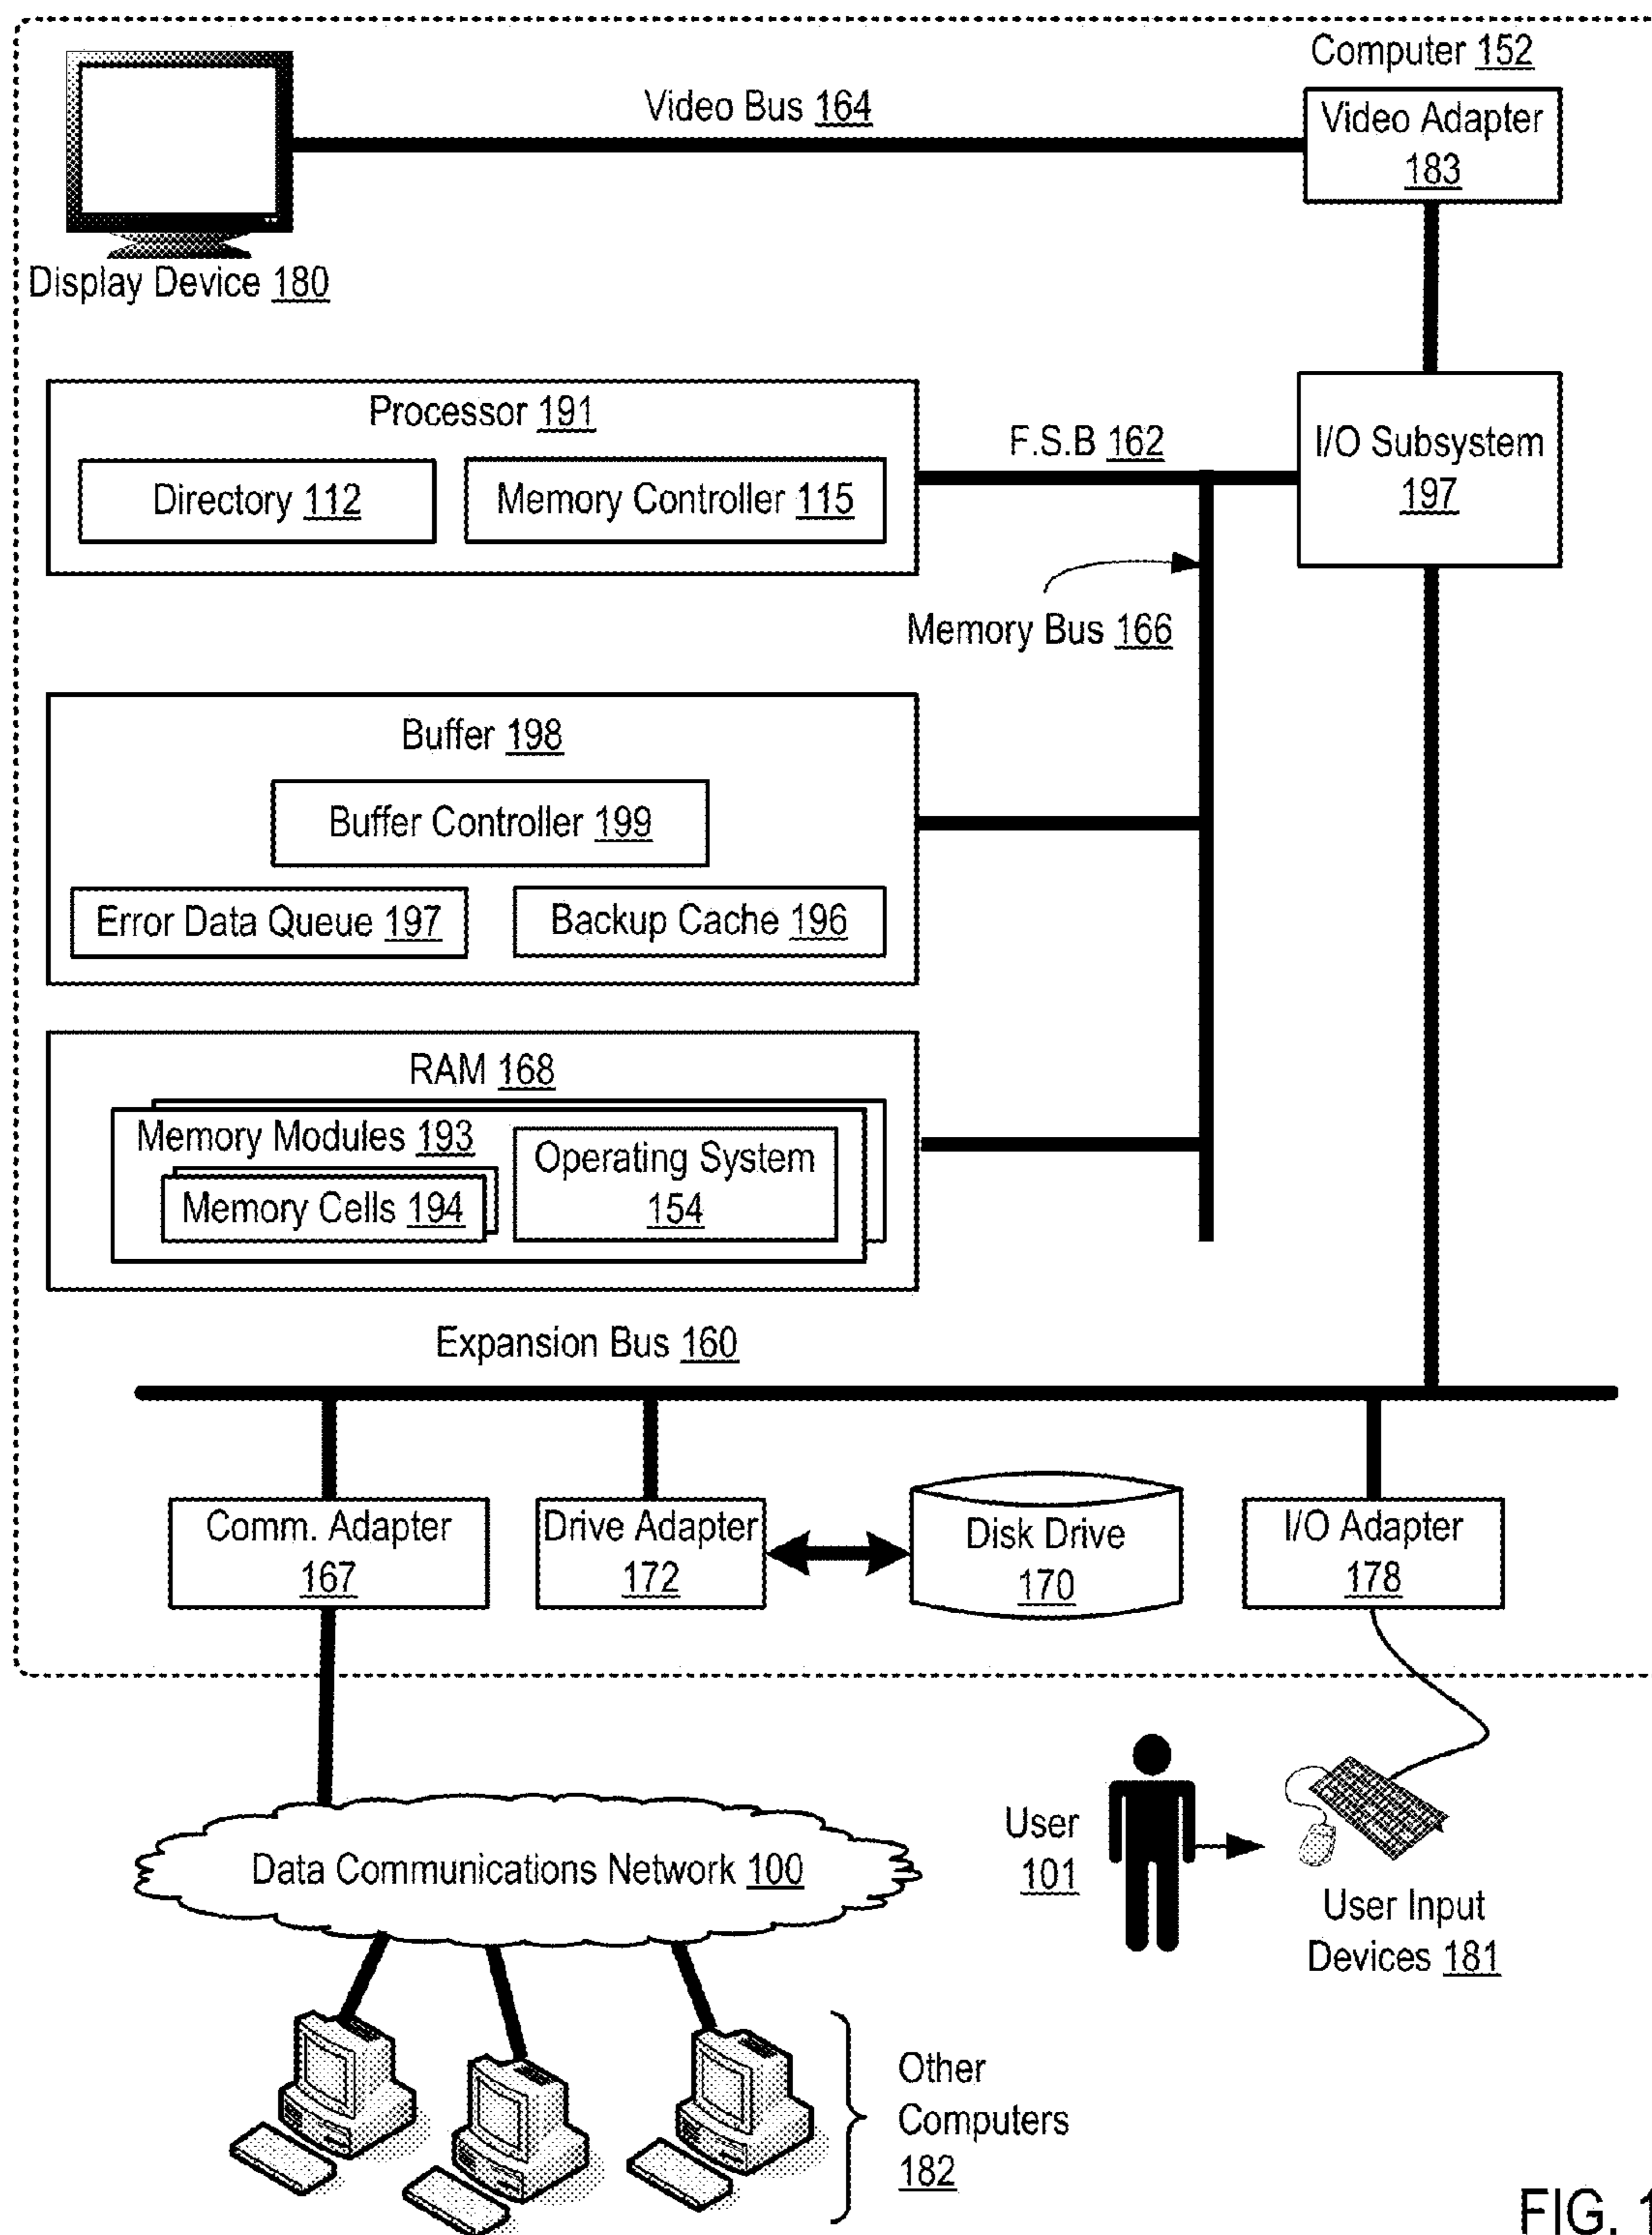 Computer 152
Video Bus 164
Video Adapter
183
Display Device 180
Processor 191
Directory 112
Memory Controller 115
F.S.B 162
I/O Subsystem
197
Memory Bus 166
Buffer 198
Buffer Controller 199
Error Data Queue 197
Backup Cache 196
RAM 168
Memory Modules 193
Memory Cells 194
Operating System
154
Expansion Bus 160
Comm. Adapter
167
Drive Adapter
172
Disk Drive
170
I/O Adapter
178
Data Communications Network 100
User
101
User Input
Devices 181
Other
Computers
182
FIG. 1